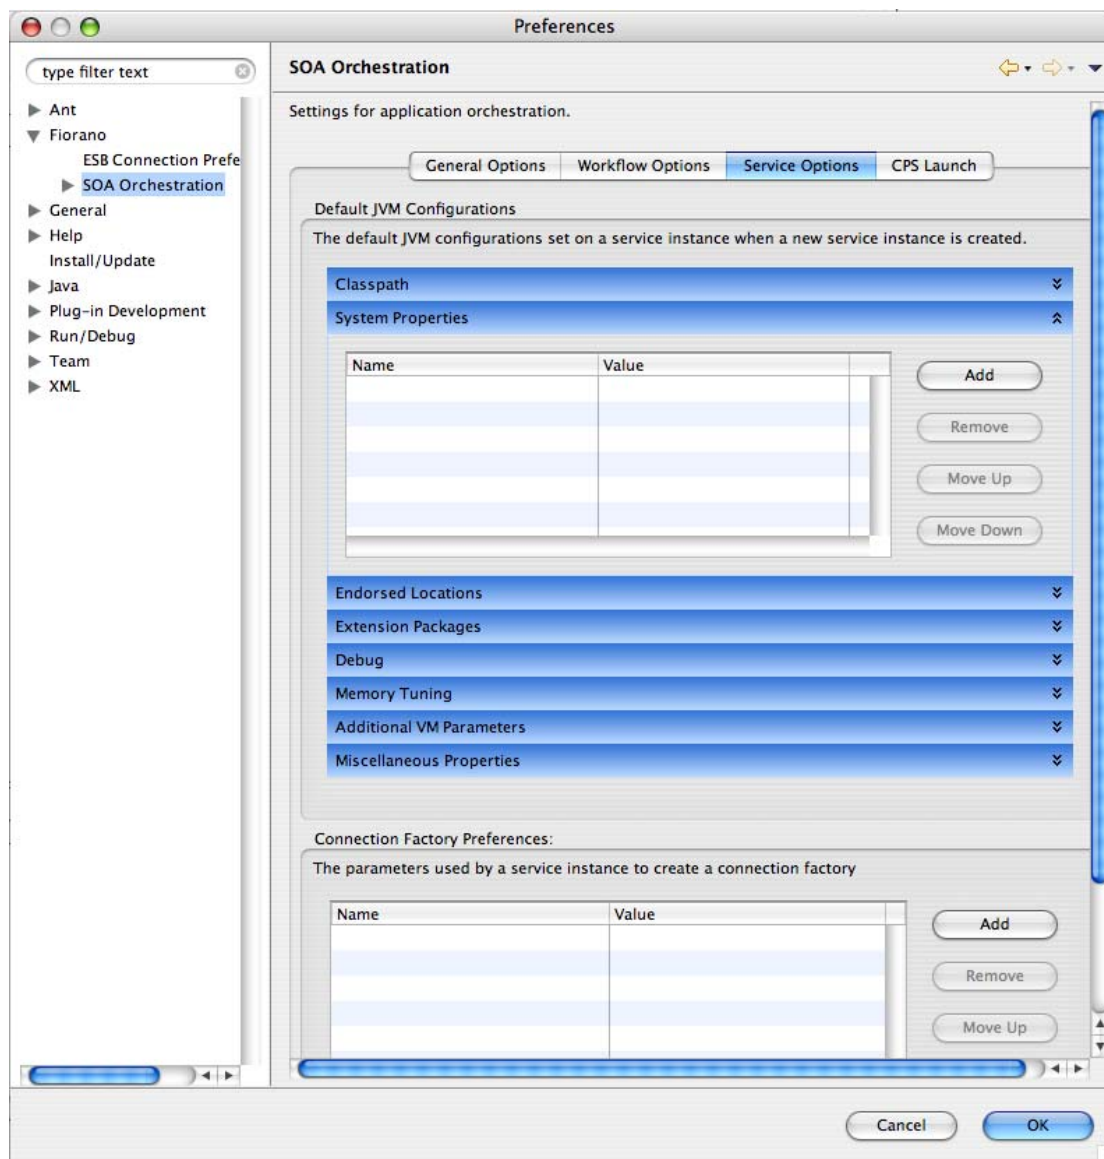 Preferences
type filter text
Ant
Fiorano
ESB Connection Prefe
SOA Orchestration
General
Help
Install/Update
Java
Plug-in Development
Run/Debug
Team
XML
SOA Orchestration
Settings for application orchestration.
General Options Workflow Options Service Options CPS Launch
Default JVM Configurations
The default JVM configurations set on a service instance when a new service instance is created.
Classpath
System Properties
Name Value
Add
Remove
Move Up
Move Down
Endorsed Locations
Extension Packages
Debug
Memory Tuning
Additional VM Parameters
Miscellaneous Properties
Connection Factory Preferences:
The parameters used by a service instance to create a connection factory
Name Value
Add
Remove
Move Up
Cancel OK